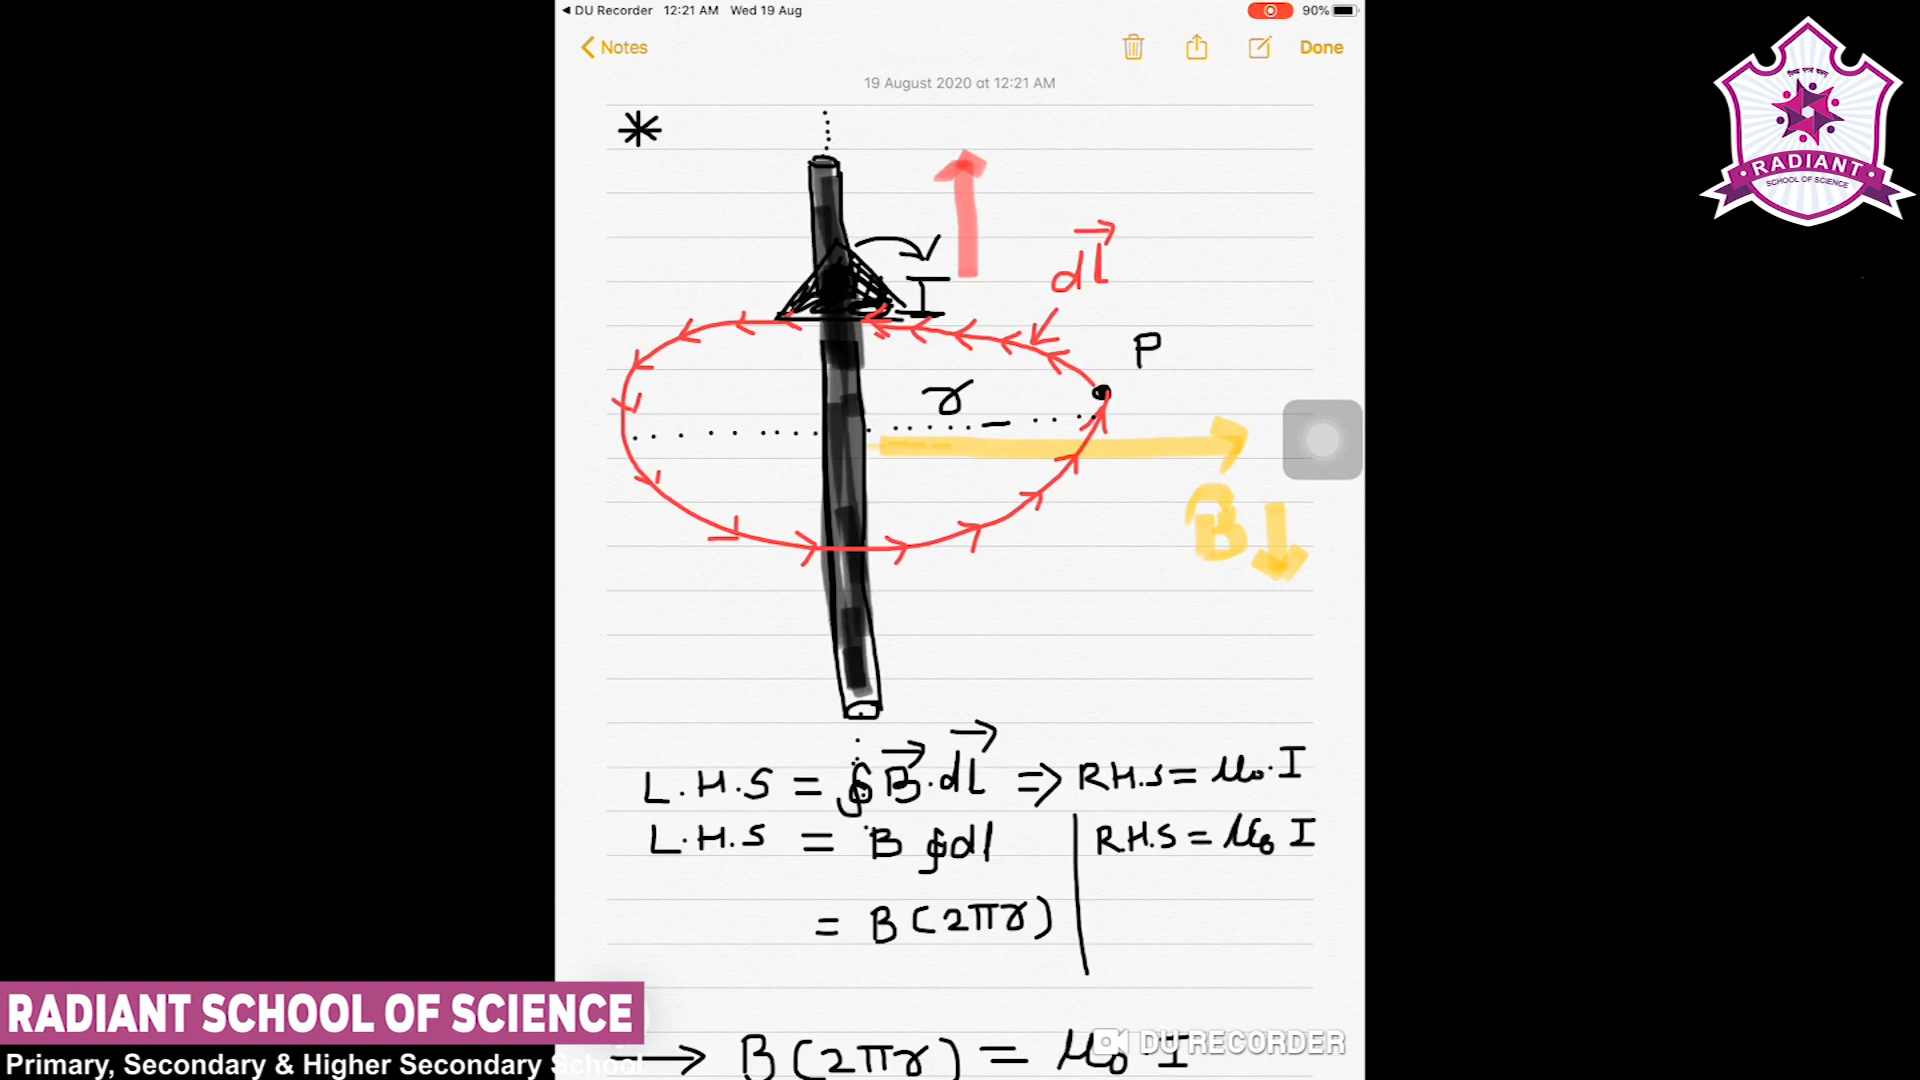 DU Recorder 12:21 AM Wed 19 Aug 90%
Notes Done
19 August 2020 at 12:21 AM
*
I
dl
P
r
B ↓
L.H.S = ∮ B.dl ⇒ R.H.S = μ₀.I
L.H.S = B ∮dl R.H.S = μ₀ I
= B (2πr)
→ B (2πr) = μ₀.I
DU RECORDER
RADIANT
SCHOOL OF SCIENCE
RADIANT SCHOOL OF SCIENCE
Primary, Secondary & Higher Secondary School